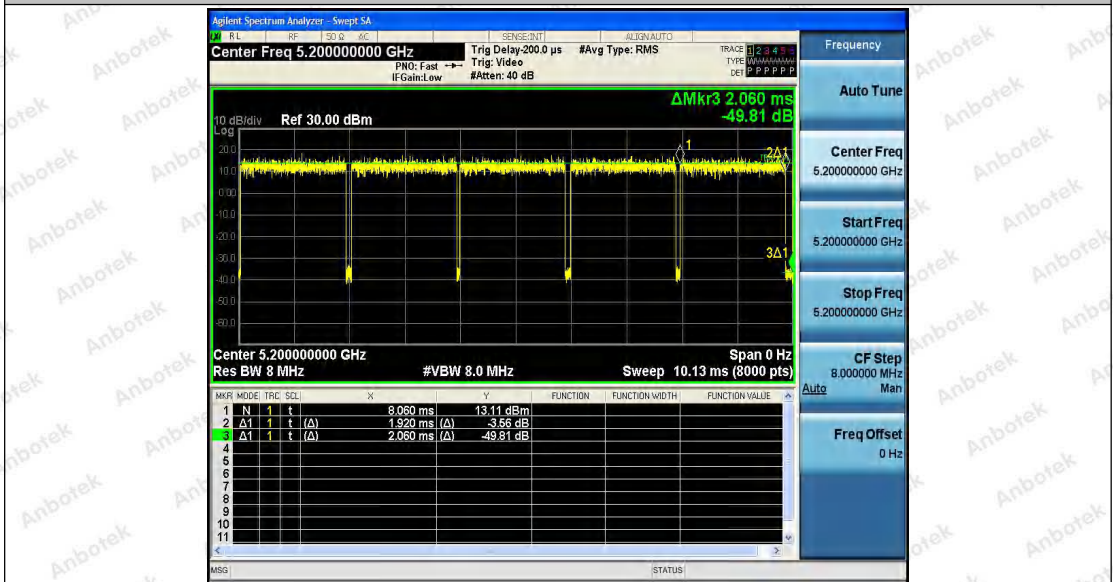 Agilent Spectrum Analyzer - Swept SA
RL RF 50 Ω AC SENSE:INT ALIGN AUTO
Center Freq 5.200000000 GHz
PNO: Fast
IFGain:Low
Trig Delay-200.0 µs
Trig: Video
#Atten: 40 dB
#Avg Type: RMS
TRACE 1 2 3 4 5 6
TYPE
DET P P P P P P
ΔMkr3 2.060 ms
-49.81 dB
10 dB/div Ref 30.00 dBm
Log
20.0
10.0
0.00
-10.0
-20.0
-30.0
-40.0
-50.0
-60.0
1
2Δ1
3Δ1
Center 5.200000000 GHz Span 0 Hz
Res BW 8 MHz #VBW 8.0 MHz Sweep 10.13 ms (8000 pts)
MKR MODE TRC SCL X Y FUNCTION FUNCTION WIDTH FUNCTION VALUE
1 N 1 t 8.060 ms 13.11 dBm
2 Δ1 1 t (Δ) 1.920 ms (Δ) -3.56 dB
3 Δ1 1 t (Δ) 2.060 ms (Δ) -49.81 dB
4
5
6
7
8
9
10
11
MSG STATUS
Frequency
Auto Tune
Center Freq
5.200000000 GHz
Start Freq
5.200000000 GHz
Stop Freq
5.200000000 GHz
CF Step
8.000000 MHz
Auto Man
Freq Offset
0 Hz
Anbotek